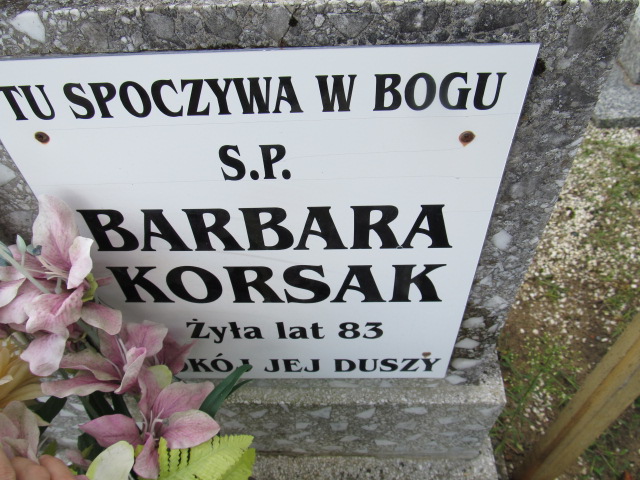 TU SPOCZYWA W BOGU
S.P.
BARBARA
KORSAK
Żyła lat 83
JEJ DUSZY